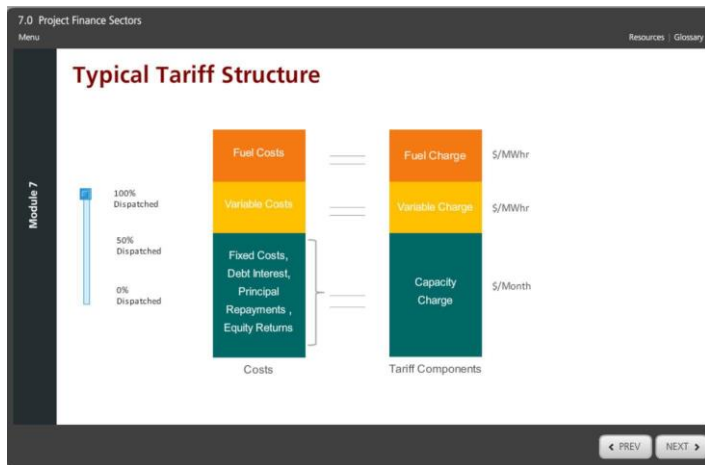 7.0 Project Finance Sectors
Menu
Resources | Glossary
Typical Tariff Structure
Module 7
100%
Dispatched
50%
Dispatched
0%
Dispatched
Fuel Costs
Variable Costs
Fixed Costs,
Debt Interest,
Principal
Repayments ,
Equity Returns
Costs
Fuel Charge
Variable Charge
Capacity
Charge
Tariff Components
$/MWhr
$/MWhr
$/Month
PREV
NEXT